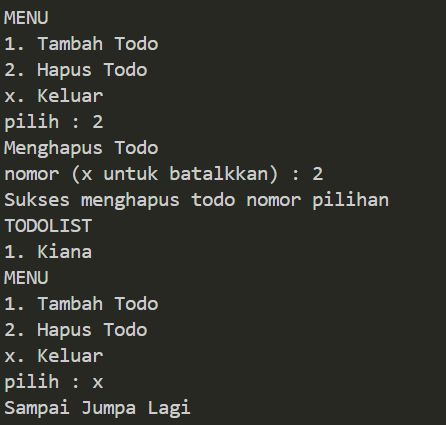 MENU
1. Tambah Todo
2. Hapus Todo
x. Keluar
pilih : 2
Menghapus Todo
nomor (x untuk batalkkan) : 2
Sukses menghapus todo nomor pilihan
TODOLIST
1. Kiana
MENU
1. Tambah Todo
2. Hapus Todo
x. Keluar
pilih : x
Sampai Jumpa Lagi